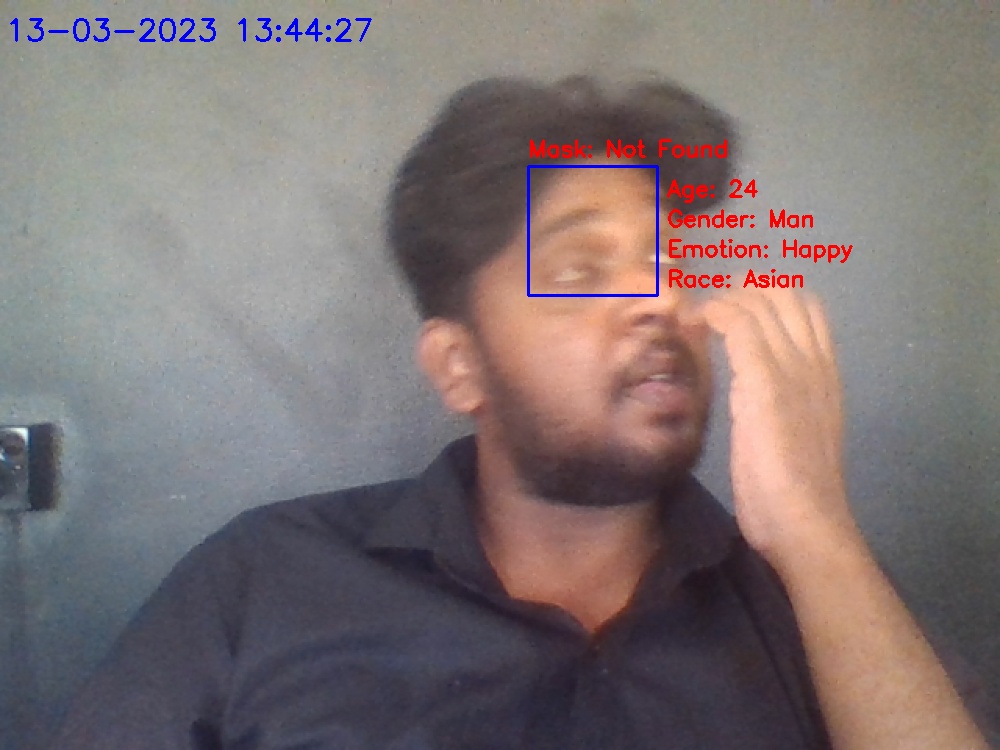 13-03-2023 13:44:27
Mask: Not Found
Age: 24
Gender: Man
Emotion: Happy
Race: Asian